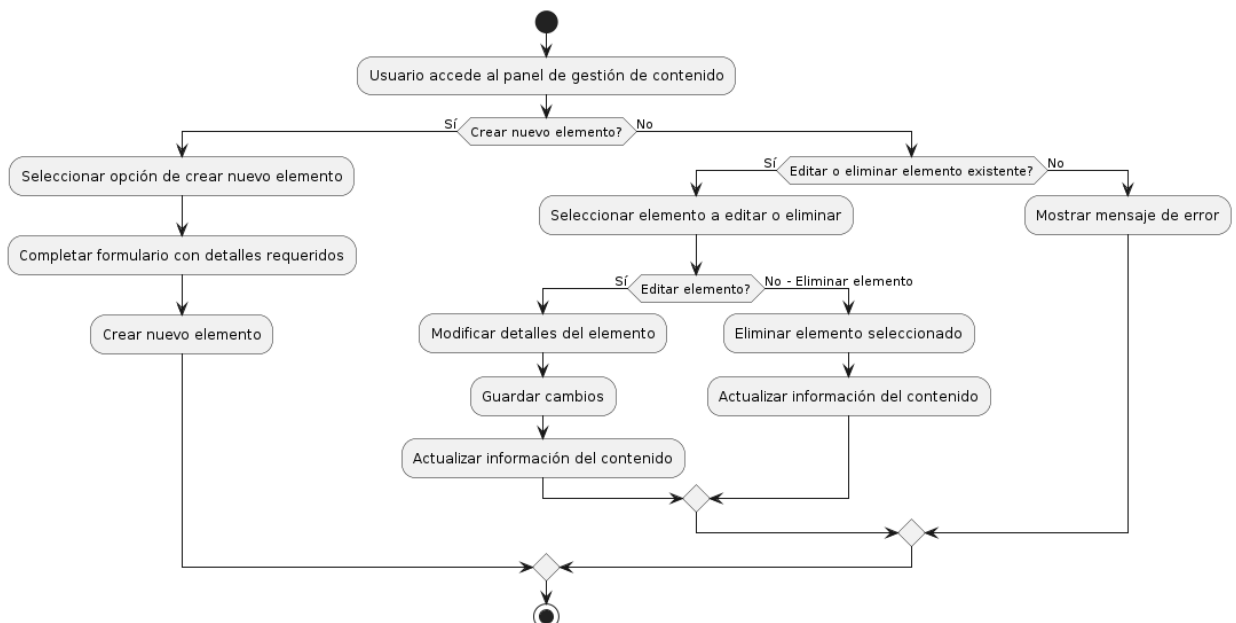 Usuario accede al panel de gestión de contenido
Sí
Crear nuevo elemento?
No
Seleccionar opción de crear nuevo elemento
Completar formulario con detalles requeridos
Crear nuevo elemento
Sí
Editar o eliminar elemento existente?
No
Seleccionar elemento a editar o eliminar
Mostrar mensaje de error
Sí
Editar elemento?
No - Eliminar elemento
Modificar detalles del elemento
Eliminar elemento seleccionado
Guardar cambios
Actualizar información del contenido
Actualizar información del contenido